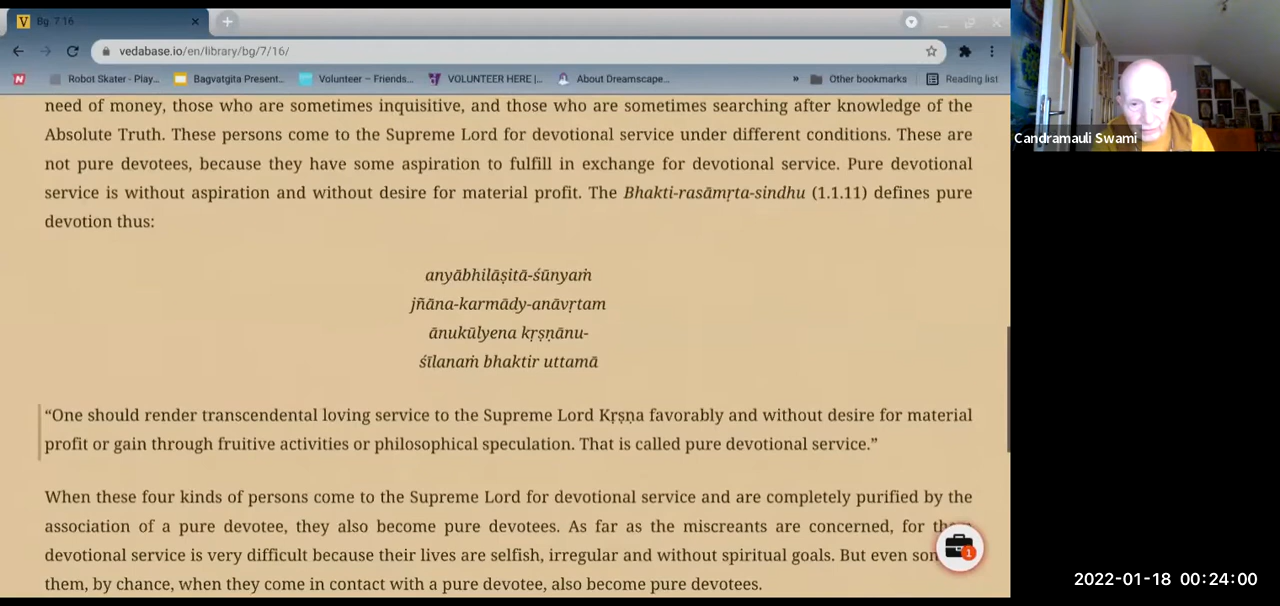 Bg. 7.16
vedabase.io/en/library/bg/7/16/
Robot Skater - Play... Bagvatgita Present... Volunteer – Friends... VOLUNTEER HERE |... About Dreamscape... » Other bookmarks Reading list
need of money, those who are sometimes inquisitive, and those who are sometimes searching after knowledge of the
Absolute Truth. These persons come to the Supreme Lord for devotional service under different conditions. These are
not pure devotees, because they have some aspiration to fulfill in exchange for devotional service. Pure devotional
service is without aspiration and without desire for material profit. The Bhakti-rasāmṛta-sindhu (1.1.11) defines pure
devotion thus:
anyābhilāṣitā-śūnyaṁ
jñāna-karmādy-anāvṛtam
ānukūlyena kṛṣṇānu-
śīlanaṁ bhaktir uttamā
“One should render transcendental loving service to the Supreme Lord Kṛṣṇa favorably and without desire for material
profit or gain through fruitive activities or philosophical speculation. That is called pure devotional service.”
When these four kinds of persons come to the Supreme Lord for devotional service and are completely purified by the
association of a pure devotee, they also become pure devotees. As far as the miscreants are concerned, for
devotional service is very difficult because their lives are selfish, irregular and without spiritual goals. But even
them, by chance, when they come in contact with a pure devotee, also become pure devotees.
1
Candramauli Swami
2022-01-18 00:24:00